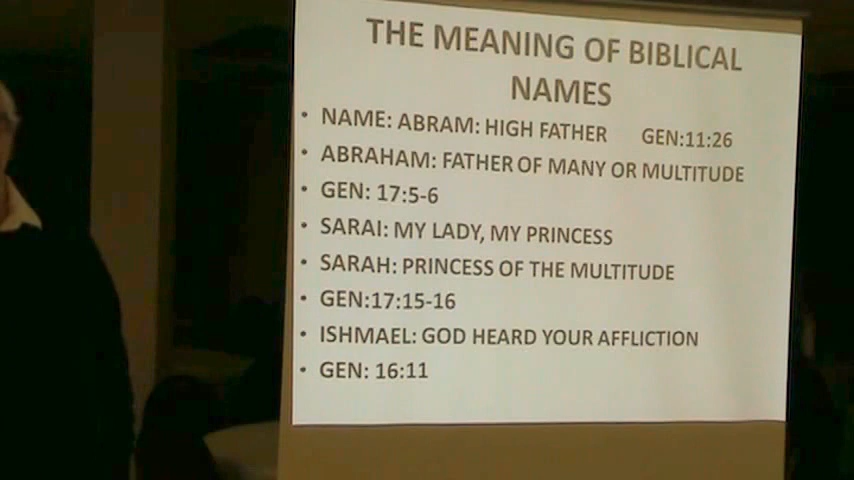 THE MEANING OF BIBLICAL
NAMES
• NAME: ABRAM: HIGH FATHER GEN:11:26
• ABRAHAM: FATHER OF MANY OR MULTITUDE
• GEN: 17:5-6
• SARAI: MY LADY, MY PRINCESS
• SARAH: PRINCESS OF THE MULTITUDE
• GEN:17:15-16
• ISHMAEL: GOD HEARD YOUR AFFLICTION
• GEN: 16:11